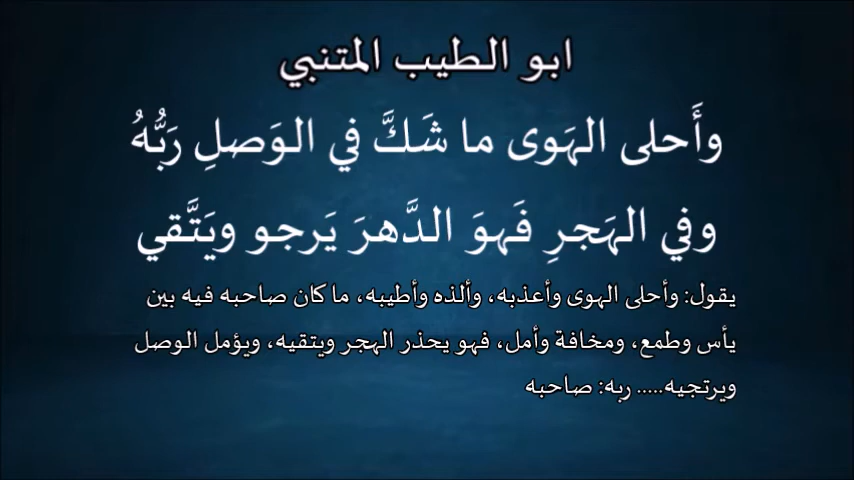 ابو الطيب المتنبي
وأَحلى الهَوى ما شَكَّ في الوَصلِ رَبُّهُ
وفي الهَجرِ فَهوَ الدَّهرَ يَرجو ويَتَّقي
يقول: وأحلى الهوى وأعذبه، وألذه وأطيبه، ما كان صاحبه فيه بين
يأس وطمع، ومخافة وأمل، فهو يحذر الهجر ويتقيه، ويؤمل الوصل
ويرتجيه..... ربه: صاحبه